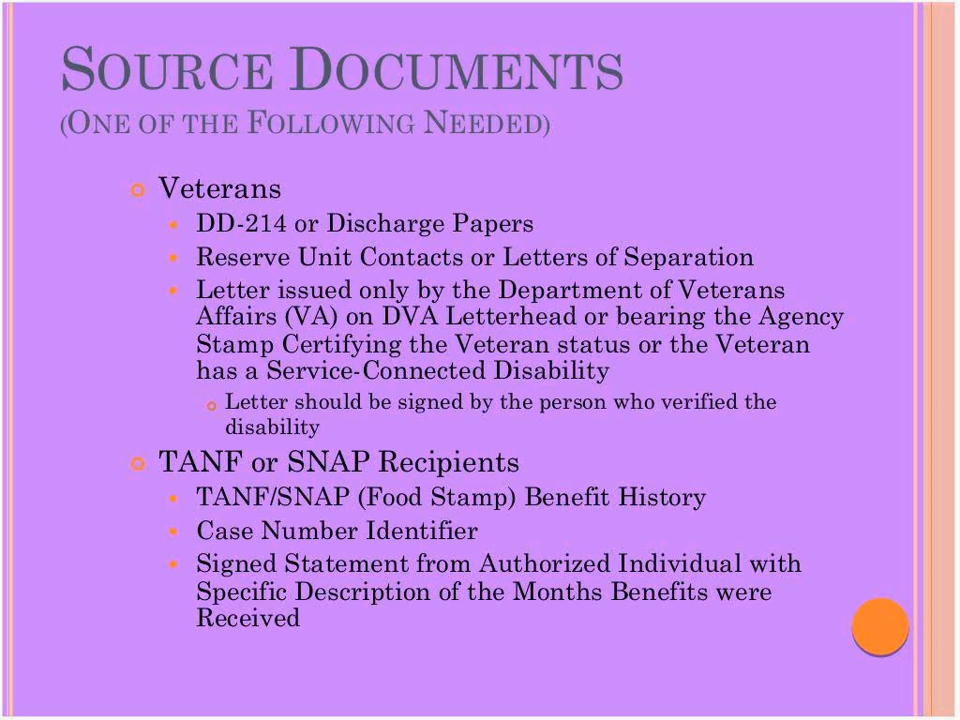 SOURCE DOCUMENTS
(ONE OF THE FOLLOWING NEEDED)
Veterans
DD-214 or Discharge Papers
Reserve Unit Contacts or Letters of Separation
Letter issued only by the Department of Veterans
Affairs (VA) on DVA Letterhead or bearing the Agency
Stamp Certifying the Veteran status or the Veteran
has a Service-Connected Disability
Letter should be signed by the person who verified the
disability
TANF or SNAP Recipients
TANF/SNAP (Food Stamp) Benefit History
Case Number Identifier
Signed Statement from Authorized Individual with
Specific Description of the Months Benefits were
Received